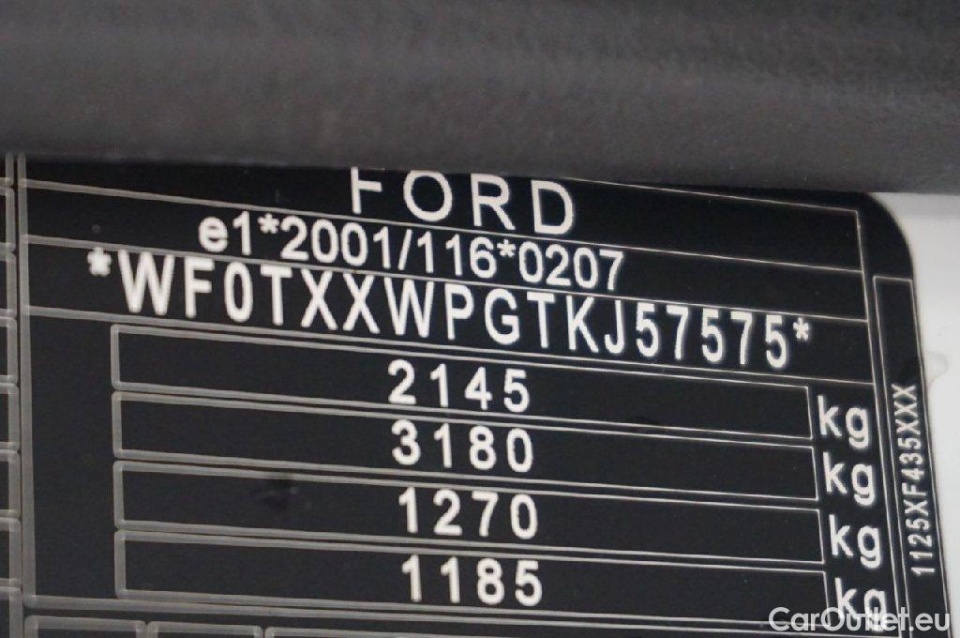 FORD
e1*2001/116*0207
*WF0TXXWPGTKJ57575*
2145 kg
3180 kg
1270 kg
1185 kg
1125XF435XXX
CarOutlet.eu